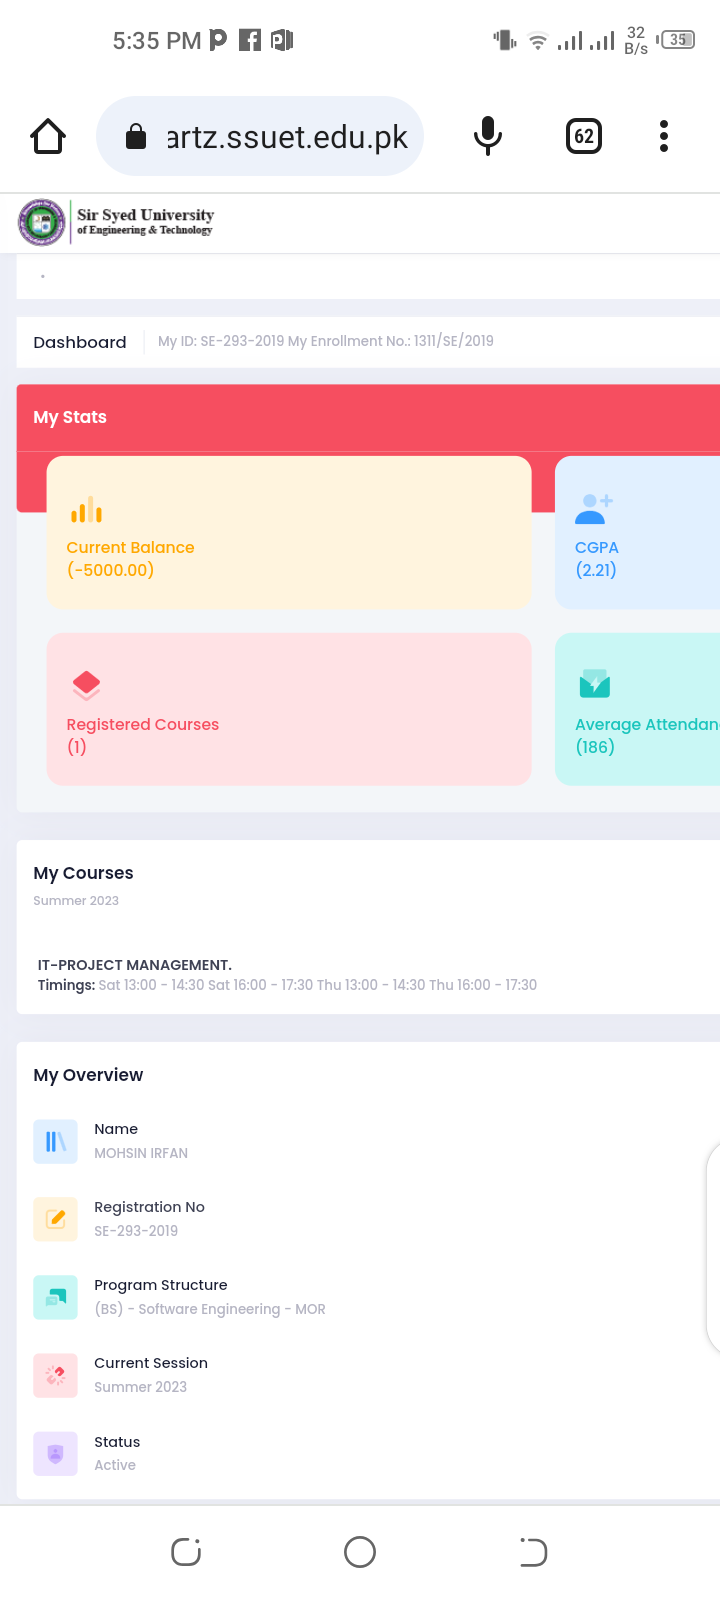 5:35 PM
32
B/s
35
artz.ssuet.edu.pk
62
Sir Syed University
of Engineering & Technology
Dashboard
My ID: SE-293-2019 My Enrollment No.: 1311/SE/2019
My Stats
Current Balance
(-5000.00)
CGPA
(2.21)
Registered Courses
(1)
Average Attendan
(186)
My Courses
Summer 2023
IT-PROJECT MANAGEMENT.
Timings: Sat 13:00 - 14:30 Sat 16:00 - 17:30 Thu 13:00 - 14:30 Thu 16:00 - 17:30
My Overview
Name
MOHSIN IRFAN
Registration No
SE-293-2019
Program Structure
(BS) - Software Engineering - MOR
Current Session
Summer 2023
Status
Active